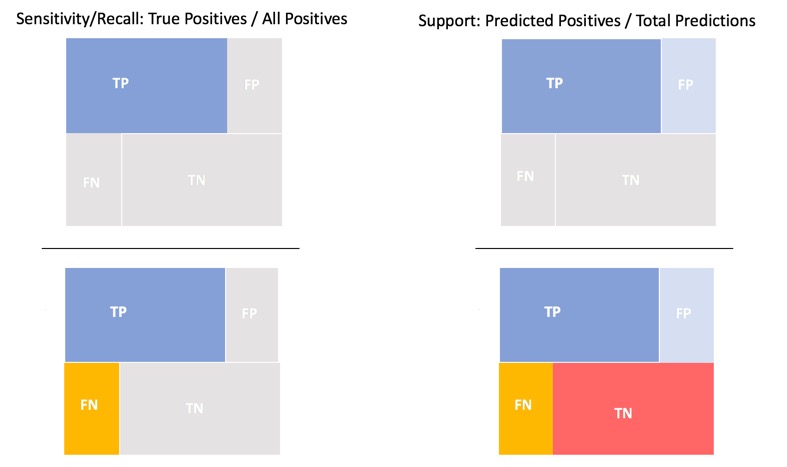 Sensitivity/Recall: True Positives / All Positives
TP
FP
FN
TN
TP
FP
FN
TN
Support: Predicted Positives / Total Predictions
TP
FP
FN
TN
TP
FP
FN
TN